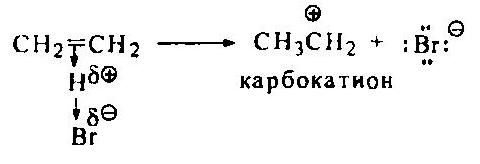 CH₂=CH₂ ⟶ CH₃CH₂⊕ + :Br:⊖
Hδ⊕ карбокатион
Brδ⊖